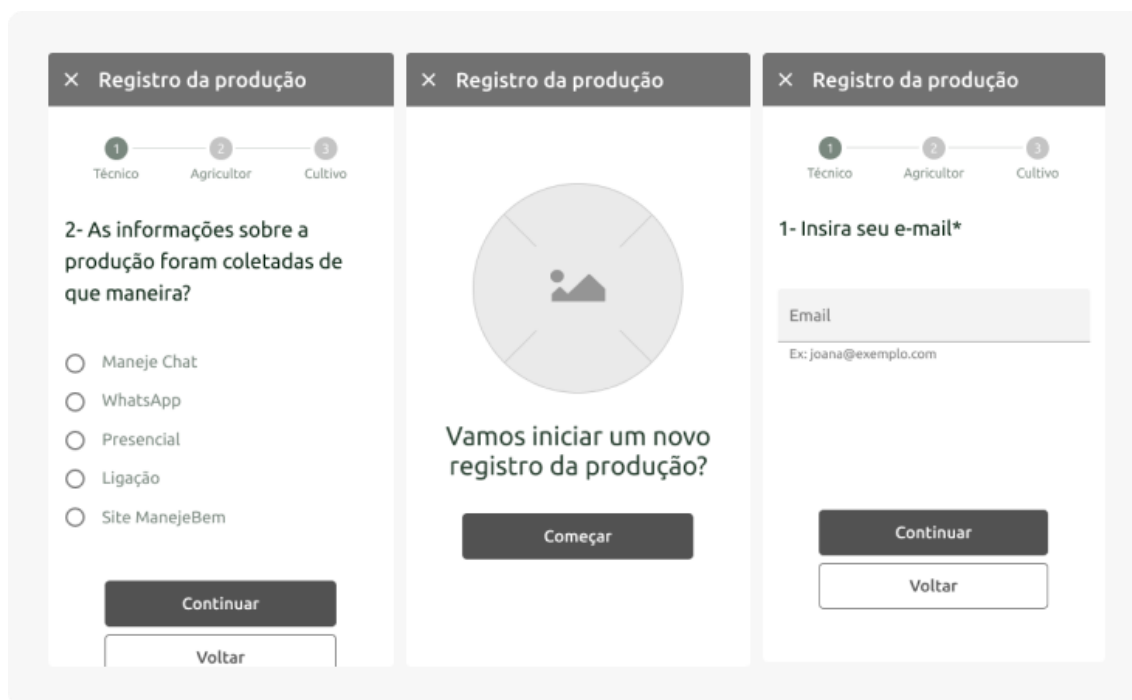 × Registro da produção
1 2 3
Técnico Agricultor Cultivo
2- As informações sobre a
produção foram coletadas de
que maneira?
Maneje Chat
WhatsApp
Presencial
Ligação
Site ManejeBem
Continuar
Voltar
× Registro da produção
Vamos iniciar um novo
registro da produção?
Começar
× Registro da produção
1 2 3
Técnico Agricultor Cultivo
1- Insira seu e-mail*
Email
Ex: joana@exemplo.com
Continuar
Voltar